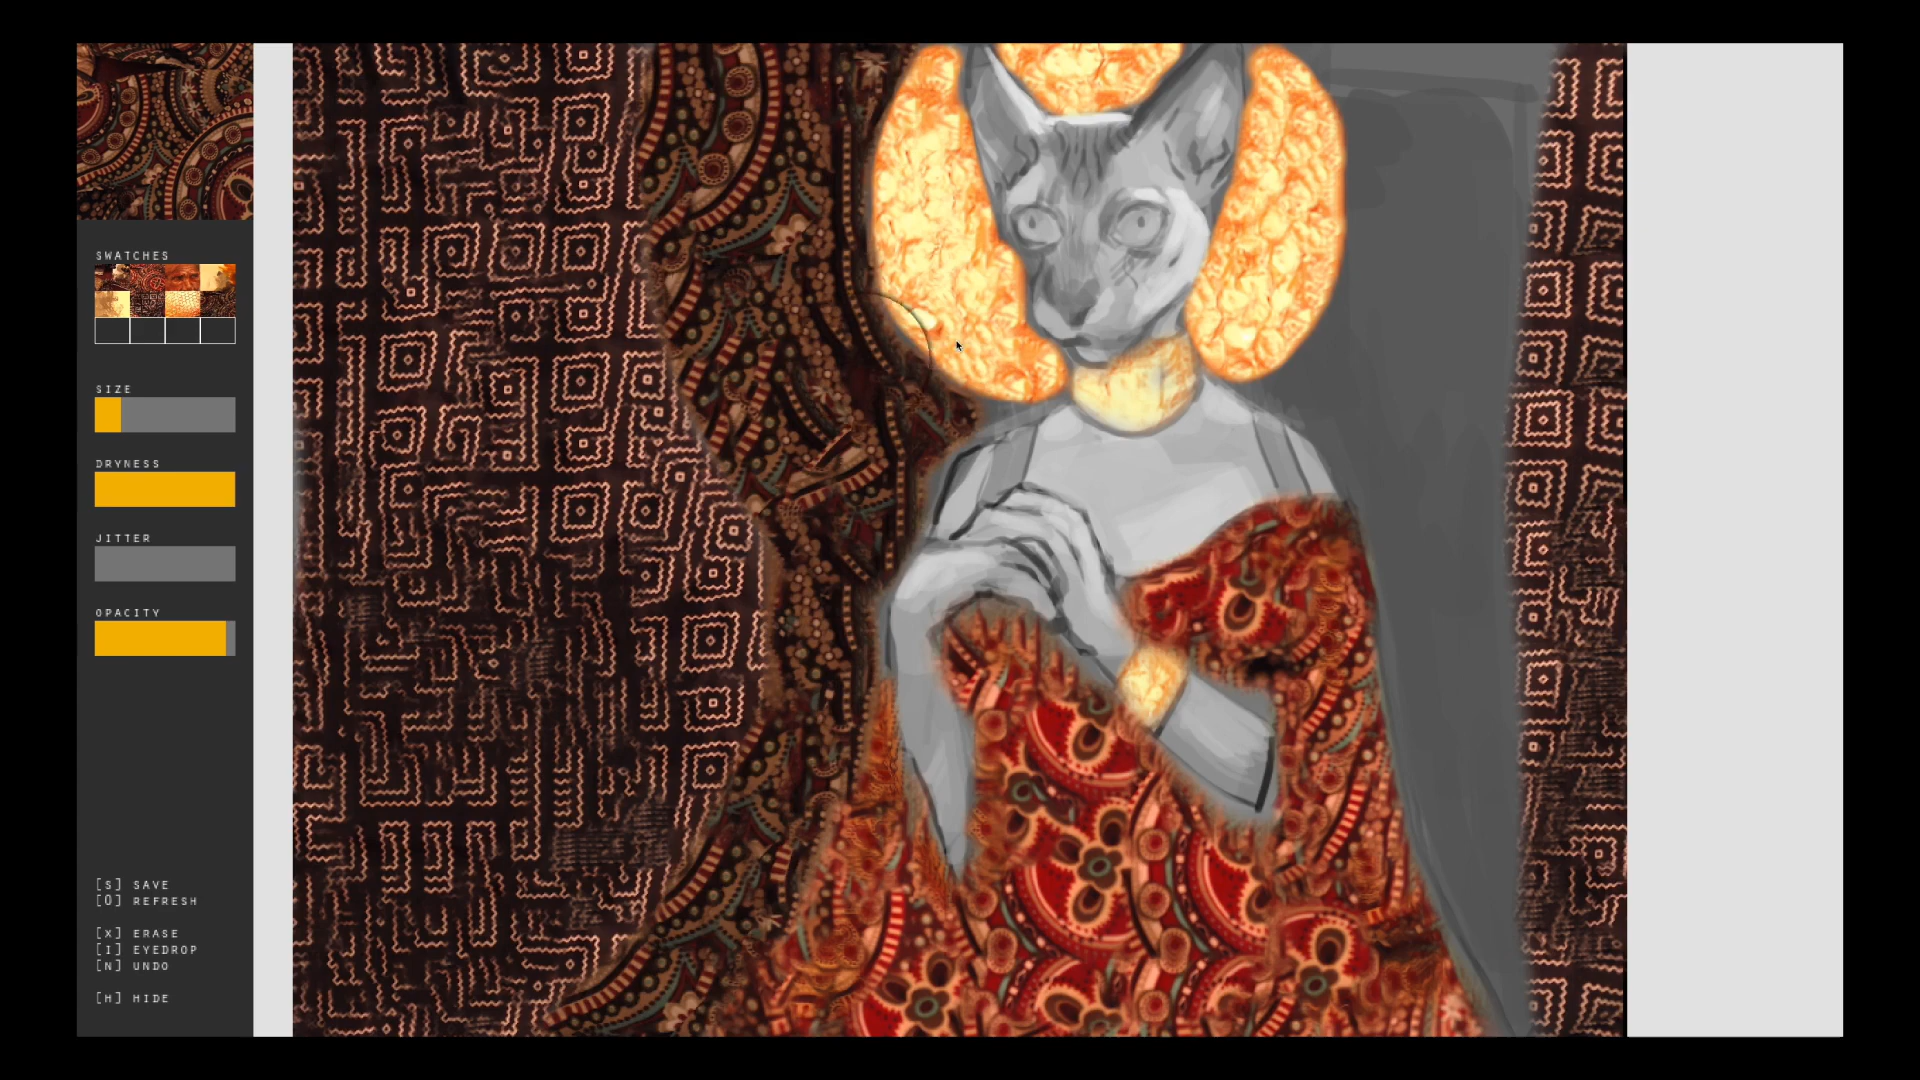 SWATCHES
SIZE
DRYNESS
JITTER
OPACITY
[S] SAVE
[O] REFRESH
[X] ERASE
[I] EYEDROP
[N] UNDO
[H] HIDE